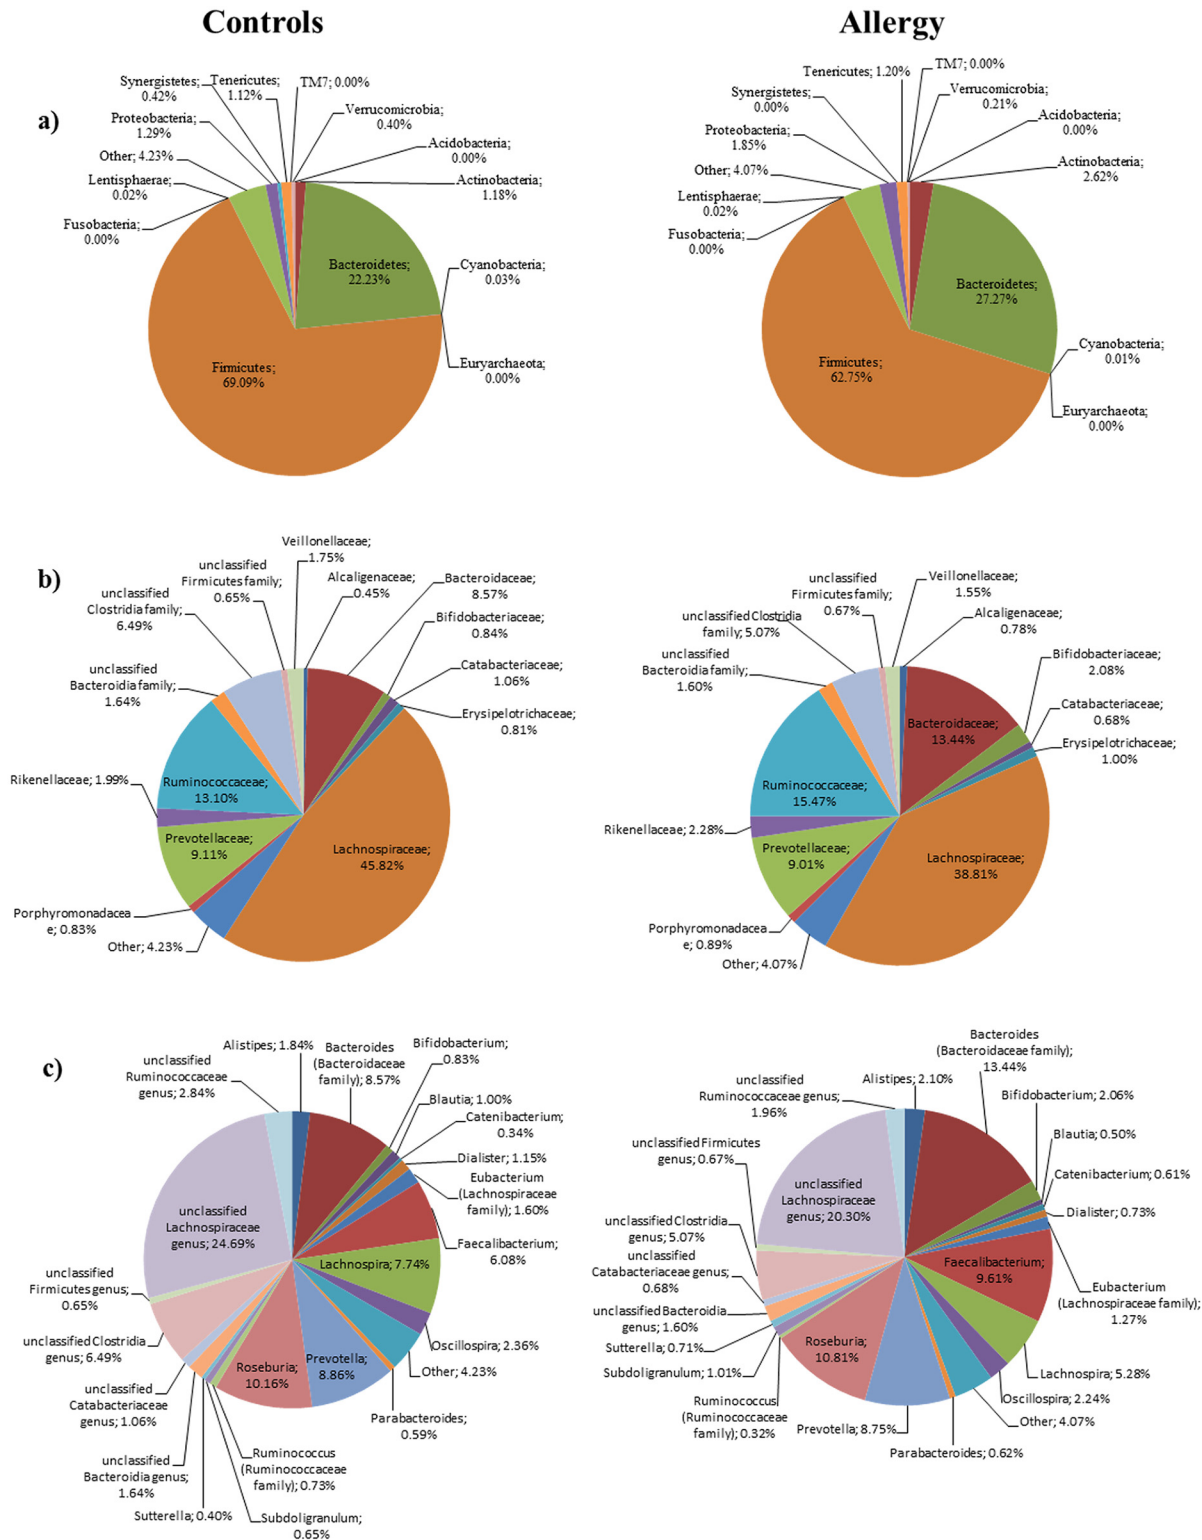 Controls
Allergy
a)
Synergistetes;
0.42%
Tenericutes;
1.12%
TM7; 0.00%
Verrucomicrobia;
0.40%
Proteobacteria;
1.29%
Acidobacteria;
0.00%
Other; 4.23%
Lentisphaerae;
0.02%
Actinobacteria;
1.18%
Fusobacteria;
0.00%
Bacteroidetes;
22.23%
Cyanobacteria;
0.03%
Firmicutes;
69.09%
Euryarchaeota;
0.00%
Tenericutes; 1.20%
TM7; 0.00%
Synergistetes;
0.00%
Verrucomicrobia;
0.21%
Proteobacteria;
1.85%
Acidobacteria;
0.00%
Other; 4.07%
Actinobacteria;
2.62%
Lentisphaerae;
0.02%
Fusobacteria;
0.00%
Bacteroidetes;
27.27%
Cyanobacteria;
0.01%
Firmicutes;
62.75%
Euryarchaeota;
0.00%
b)
Veillonellaceae;
1.75%
unclassified
Firmicutes family;
0.65%
Alcaligenaceae;
0.45%
Bacteroidaceae;
8.57%
unclassified
Clostridia family;
6.49%
Bifidobacteriaceae;
0.84%
unclassified
Bacteroidia family;
1.64%
Catabacteriaceae;
1.06%
Erysipelotrichaceae;
0.81%
Rikenellaceae; 1.99%
Ruminococcaceae;
13.10%
Prevotellaceae;
9.11%
Lachnospiraceae;
45.82%
Porphyromonadacea
e; 0.83%
Other; 4.23%
unclassified
Firmicutes family;
0.67%
Veillonellaceae;
1.55%
Alcaligenaceae;
0.78%
unclassified Clostridia
family; 5.07%
unclassified
Bacteroidia family;
1.60%
Bifidobacteriaceae;
2.08%
Bacteroidaceae;
13.44%
Catabacteriaceae;
0.68%
Erysipelotrichaceae;
1.00%
Ruminococcaceae;
15.47%
Rikenellaceae; 2.28%
Prevotellaceae;
9.01%
Lachnospiraceae;
38.81%
Porphyromonadacea
e; 0.89%
Other; 4.07%
c)
Alistipes; 1.84%
Bacteroides
(Bacteroidaceae
family); 8.57%
Bifidobacterium;
0.83%
unclassified
Ruminococcaceae
genus; 2.84%
Blautia; 1.00%
Catenibacterium;
0.34%
Dialister; 1.15%
Eubacterium
(Lachnospiraceae
family); 1.60%
unclassified
Lachnospiraceae
genus; 24.69%
Faecalibacterium;
6.08%
Lachnospira; 7.74%
unclassified
Firmicutes genus;
0.65%
Oscillospira; 2.36%
unclassified Clostridia
genus; 6.49%
Other; 4.23%
Roseburia;
10.16%
Prevotella;
8.86%
unclassified
Catabacteriaceae
genus; 1.06%
Parabacteroides;
0.59%
unclassified
Bacteroidia genus;
1.64%
Ruminococcus
(Ruminococcaceae
family); 0.73%
Sutterella; 0.40%
Subdoligranulum;
0.65%
Bacteroides
(Bacteroidaceae family);
13.44%
Alistipes; 2.10%
unclassified
Ruminococcaceae genus;
1.96%
Bifidobacterium; 2.06%
Blautia; 0.50%
unclassified Firmicutes
genus; 0.67%
Catenibacterium; 0.61%
unclassified
Lachnospiraceae
genus; 20.30%
Dialister; 0.73%
unclassified Clostridia
genus; 5.07%
Faecalibacterium;
9.61%
unclassified
Catabacteriaceae genus;
0.68%
Eubacterium
(Lachnospiraceae family);
1.27%
unclassified Bacteroidia
genus; 1.60%
Roseburia;
10.81%
Sutterella; 0.71%
Subdoligranulum; 1.01%
Lachnospira; 5.28%
Oscillospira; 2.24%
Ruminococcus
(Ruminococcaceae
family); 0.32%
Other; 4.07%
Prevotella; 8.75%
Parabacteroides; 0.62%